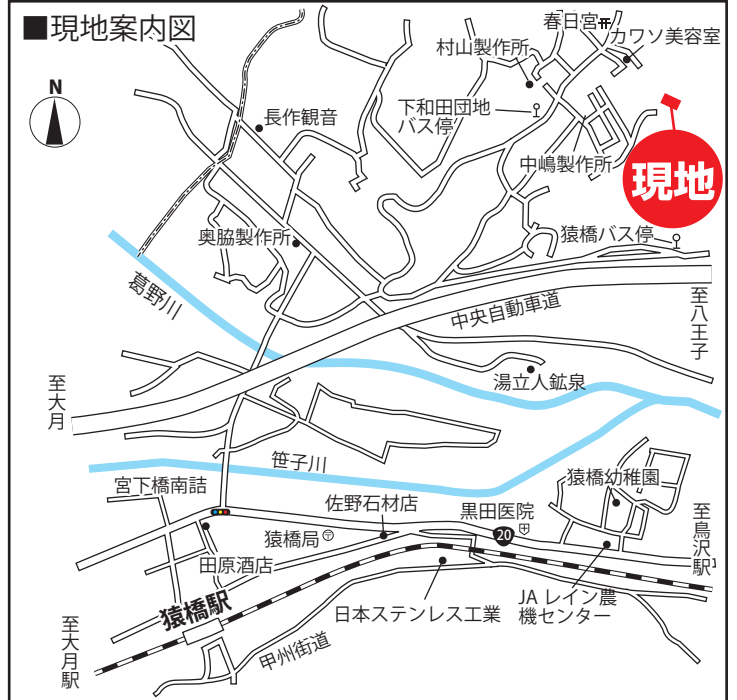 ■現地案内図
N
春日宮
カワソ美容室
村山製作所
下和田団地
バス停
長作観音
中嶋製作所
現地
奥脇製作所
猿橋バス停
葛野川
中央自動車道
至八王子
至大月
湯立人鉱泉
笹子川
宮下橋南詰
佐野石材店
黒田医院
猿橋幼稚園
猿橋局
20
至鳥沢駅
田原酒店
猿橋駅
日本ステンレス工業
JA レイン農
機センター
至大月駅
甲州街道